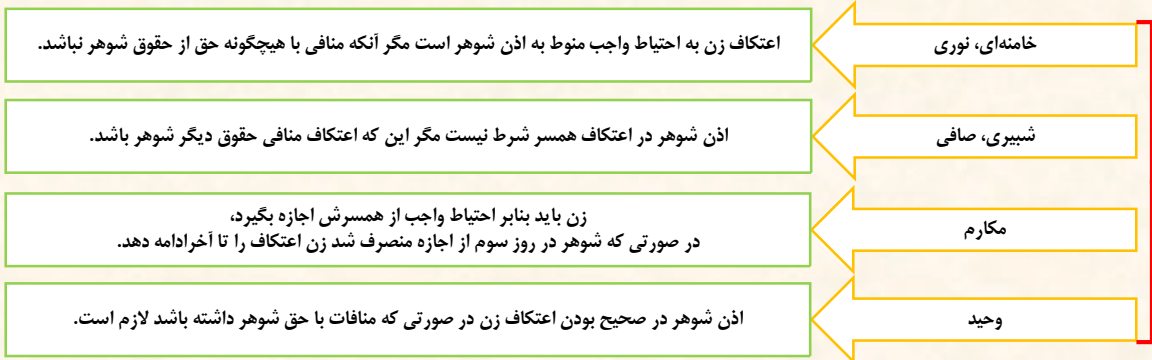 خامنه‌ای، نوری
اعتکاف زن به احتیاط واجب منوط به اذن شوهر است مگر آنکه منافی با هیچگونه حق از حقوق شوهر نباشد.
شبیری، صافی
اذن شوهر در اعتکاف همسر شرط نیست مگر این که اعتکاف منافی حقوق دیگر شوهر باشد.
مکارم
زن باید بنابر احتیاط واجب از همسرش اجازه بگیرد،
در صورتی که شوهر در روز سوم از اجازه منصرف شد زن اعتکاف را تا آخرادامه دهد.
وحید
اذن شوهر در صحیح بودن اعتکاف زن در صورتی که منافات با حق شوهر داشته باشد لازم است.